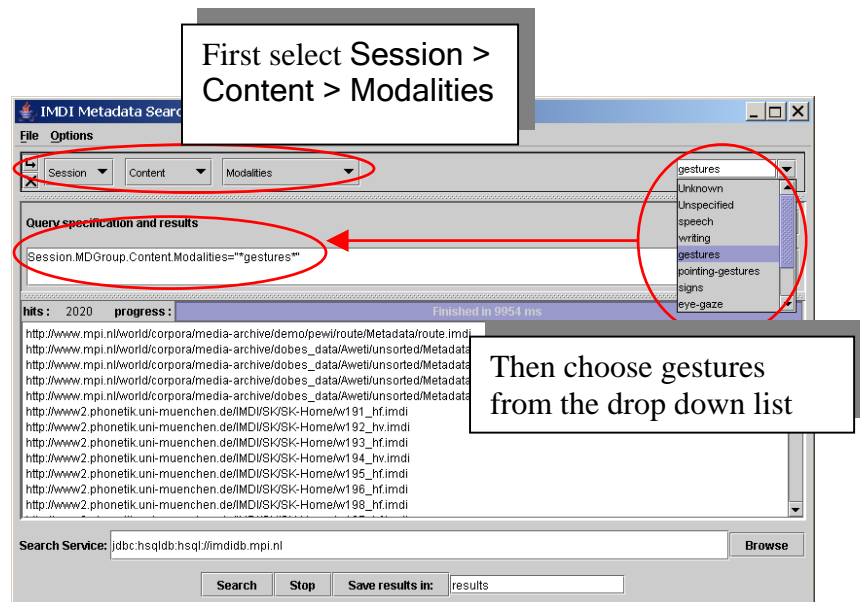 First select Session >
Content > Modalities
IMDI Metadata Searc
File Options
Session Content Modalities gestures
Unknown
Unspecified
speech
writing
gestures
pointing-gestures
signs
eye-gaze
Query specification and results
Session.MDGroup.Content.Modalities="*gestures*"
hits : 2020 progress : Finished in 9954 ms
http://www.mpi.nl/world/corpora/media-archive/demo/pewi/route/Metadata/route.imdi
http://www.mpi.nl/world/corpora/media-archive/dobes_data/Aweti/unsorted/Metadata
http://www.mpi.nl/world/corpora/media-archive/dobes_data/Aweti/unsorted/Metadata
http://www.mpi.nl/world/corpora/media-archive/dobes_data/Aweti/unsorted/Metadata
http://www.mpi.nl/world/corpora/media-archive/dobes_data/Aweti/unsorted/Metadata
http://www2.phonetik.uni-muenchen.de/IMDI/SK/SK-Home/w191_hf.imdi
http://www2.phonetik.uni-muenchen.de/IMDI/SK/SK-Home/w192_hv.imdi
http://www2.phonetik.uni-muenchen.de/IMDI/SK/SK-Home/w193_hf.imdi
http://www2.phonetik.uni-muenchen.de/IMDI/SK/SK-Home/w194_hv.imdi
http://www2.phonetik.uni-muenchen.de/IMDI/SK/SK-Home/w195_hf.imdi
http://www2.phonetik.uni-muenchen.de/IMDI/SK/SK-Home/w196_hf.imdi
http://www2.phonetik.uni-muenchen.de/IMDI/SK/SK-Home/w198_hf.imdi
Then choose gestures
from the drop down list
Search Service: jdbc:hsqldb:hsql://imdidb.mpi.nl Browse
Search Stop Save results in: results